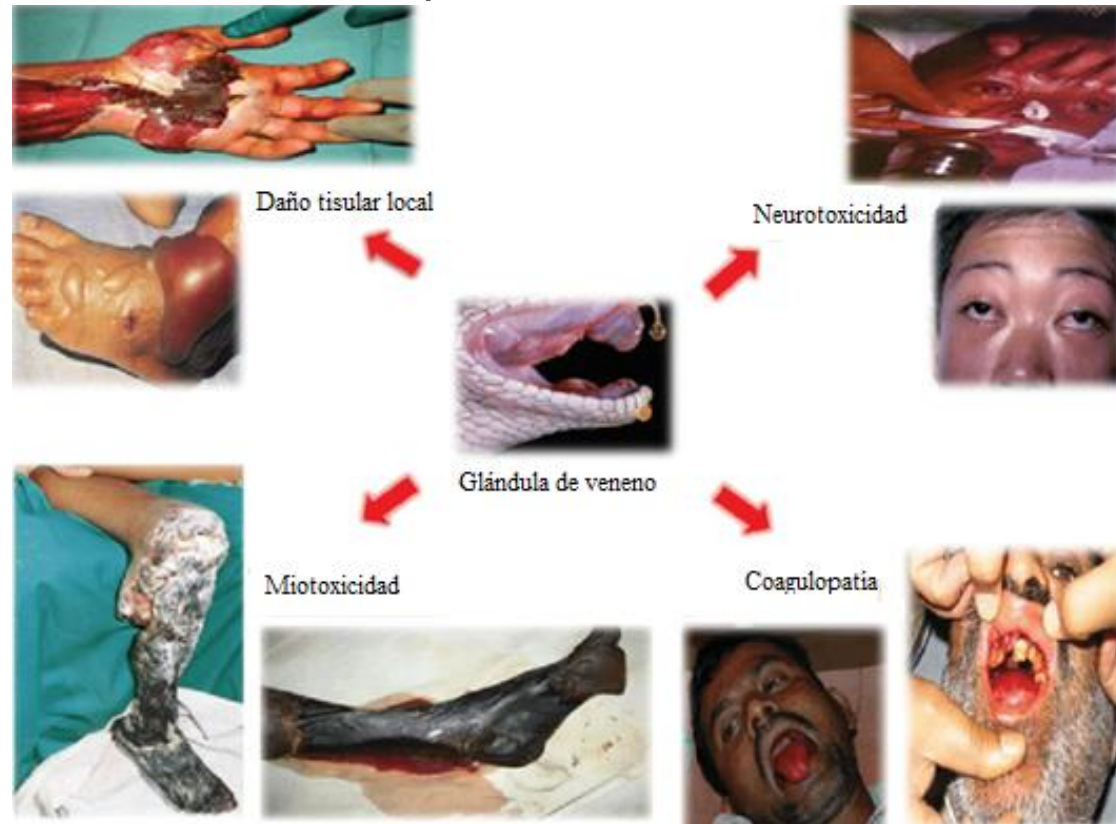 Daño tisular local
Neurotoxicidad
Glándula de veneno
Miotoxicidad
Coagulopatia